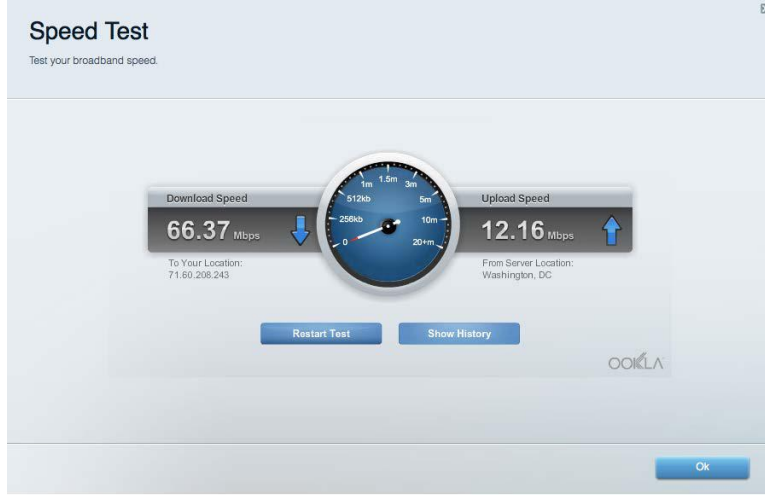 Speed Test
Test your broadband speed.
Download Speed
66.37 Mbps
To Your Location:
71.60.208.243
0
256kb
512kb
1m
1.5m
3m
5m
10m
20+m
Upload Speed
12.16 Mbps
From Server Location:
Washington, DC
Restart Test
Show History
OOKLA
Ok